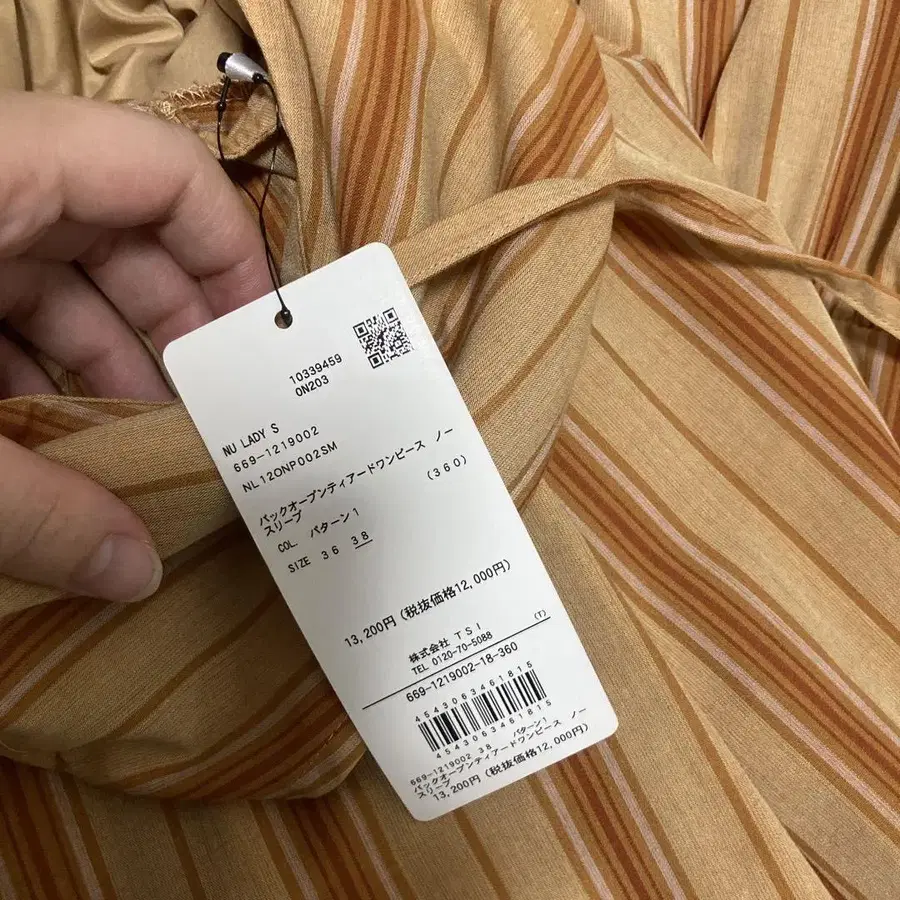 10339459
0N203
NU LADY S
669-1219002
NL12ONP002SM
バックオープンティアードワンピース ノースリーブ
(360)
COL. パターン1
SIZE 36 38
13,200円(税抜価格12,000円)
(T)
株式会社 TSI
TEL 0120-70-5088
669-1219002-18-360
4543063461815
4543063461815
669-1219002 38 パターン1
バックオープンティアードワンピース ノースリーブ
13,200円(税抜価格12,000円)